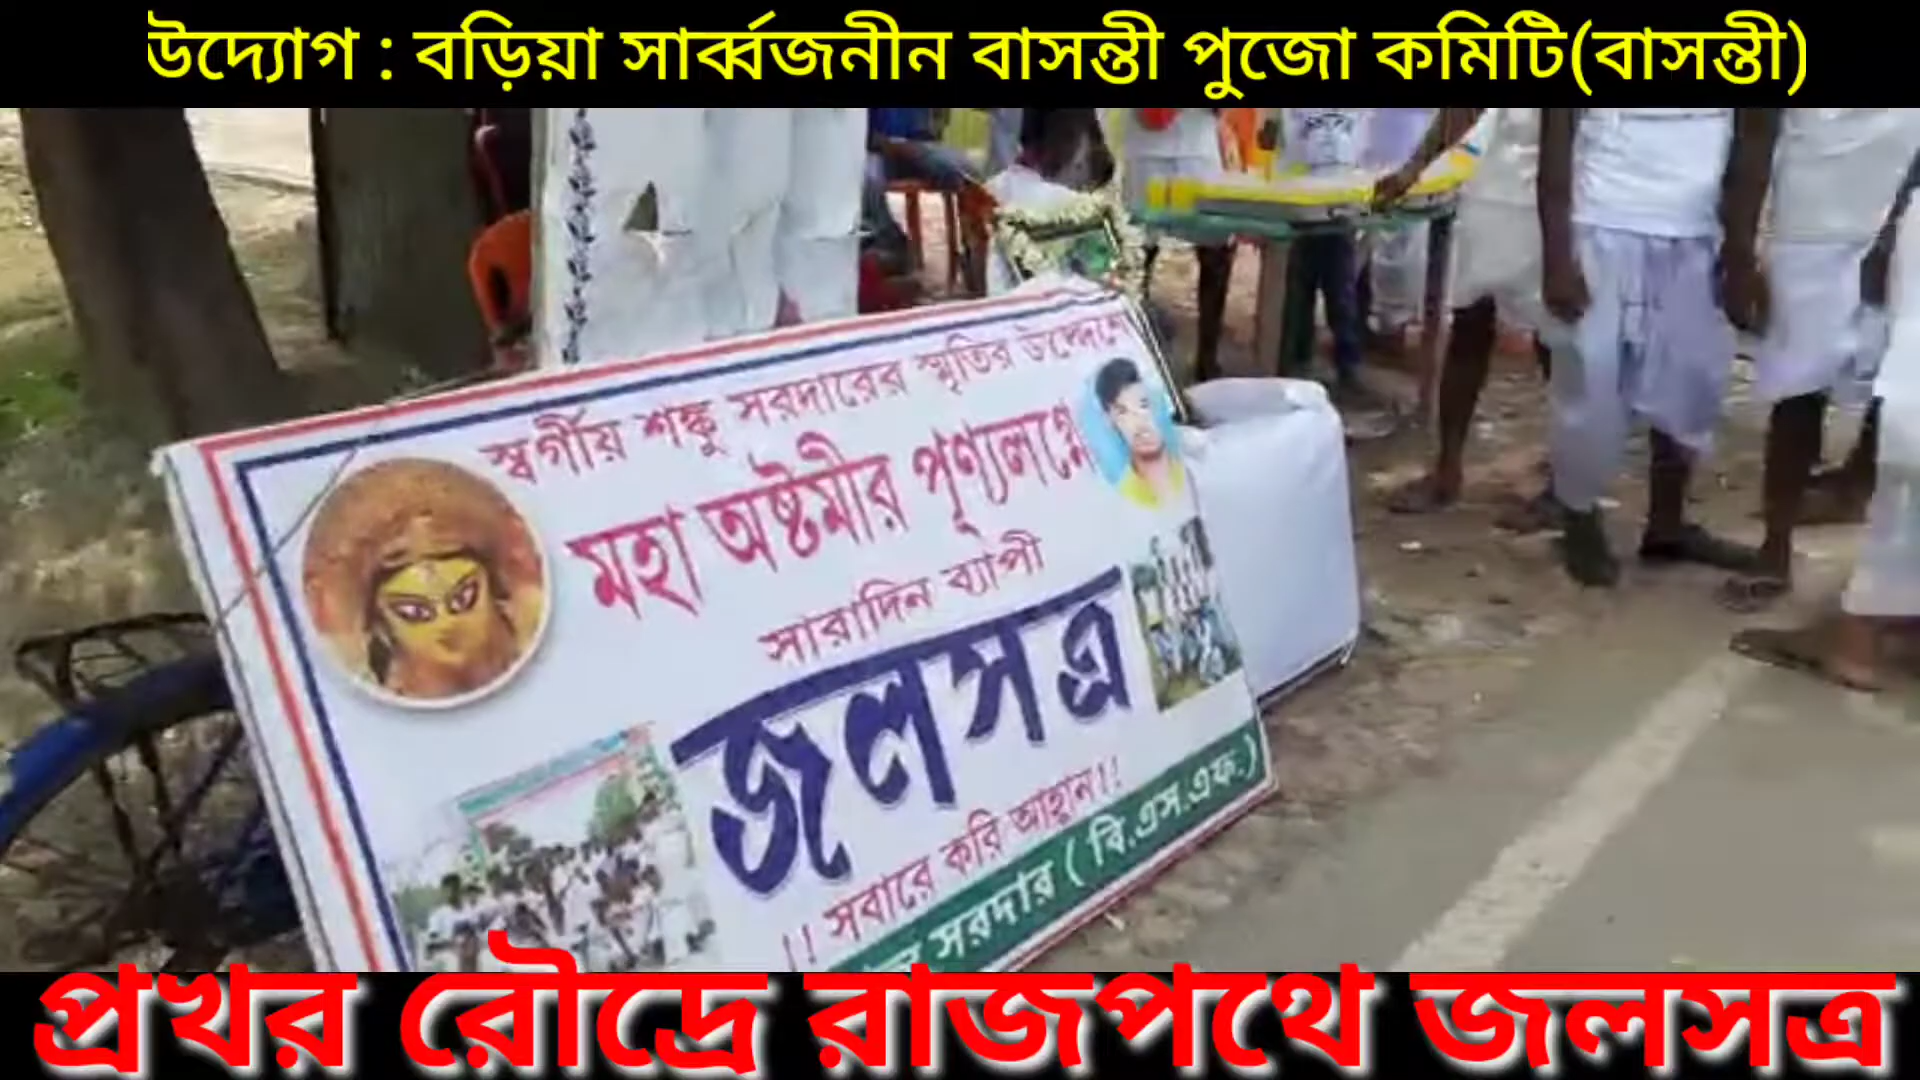 উদ্যোগ : বড়িয়া সার্ব্বজনীন বাসন্তী পুজো কমিটি(বাসন্তী)
স্বর্গীয় শঙ্কু সরদারের স্মৃতির উদ্দেশ্যে
মহা অষ্টমীর পূণ্যলগ্নে
সারাদিন ব্যাপী
জলসত্র
!! সবারে করি আহ্বান!!
সরদার ( বি.এস.এফ.)
প্রখর রৌদ্রে রাজপথে জলসত্র